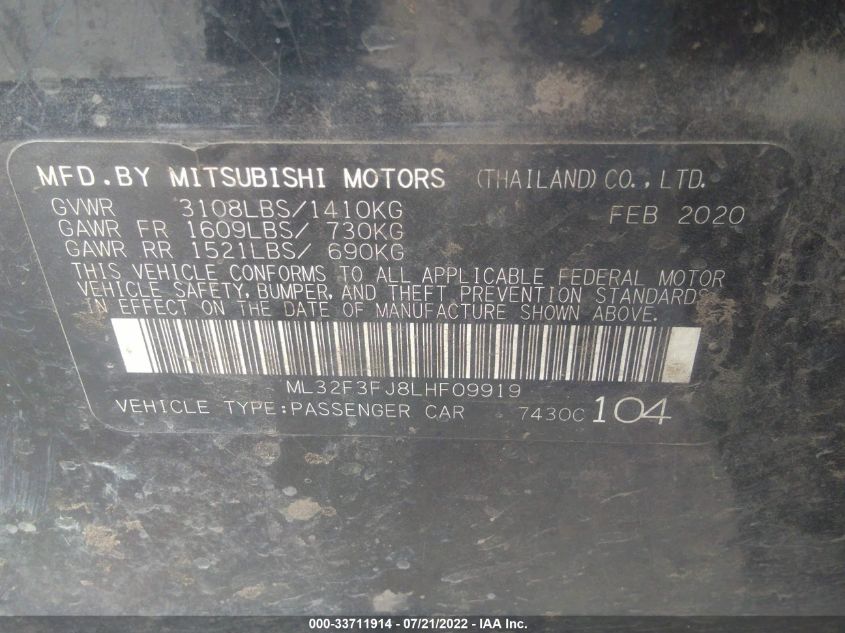 MFD.BY MITSUBISHI MOTORS (THAILAND) CO., LTD.
GVWR 3108LBS/1410KG FEB 2020
GAWR FR 1609LBS/ 730KG
GAWR RR 1521LBS/ 690KG
THIS VEHICLE CONFORMS TO ALL APPLICABLE FEDERAL MOTOR
VEHICLE SAFETY, BUMPER, AND THEFT PREVENTION STANDARDS
IN EFFECT ON THE DATE OF MANUFACTURE SHOWN ABOVE.
ML32F3FJ8LHF09919
VEHICLE TYPE:PASSENGER CAR 7430C 104
000-33711914 - 07/21/2022 - IAA Inc.